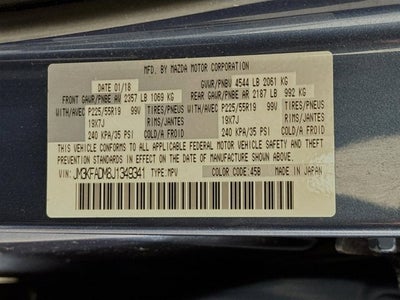 MFD. BY MAZDA MOTOR CORPORATION
DATE 01/18 GVWR/PNBV 4544 LB 2061 KG
FRONT GAWR/PNBE AV 2357 LB 1069 KG REAR GAWR/PNBE AR 2187 LB 992 KG
WITH/AVEC P225/55R19 99V TIRES/PNEUS WITH/AVEC P225/55R19 99V TIRES/PNEUS
19X7J RIMS/JANTES 19X7J RIMS/JANTES
240 KPA/35 PSI COLD/A FROID 240 KPA/35 PSI COLD/A FROID
THIS VEHICLE CONFORMS TO ALL APPLICABLE FEDERAL MOTOR VEHICLE SAFETY AND THEFT
PREVENTION STANDARDS IN EFFECT ON THE DATE OF MANUFACTURE SHOWN ABOVE.
VIN: JM3KFADM6J1349341 TYPE: MPV COLOR CODE: 45B MADE IN JAPAN